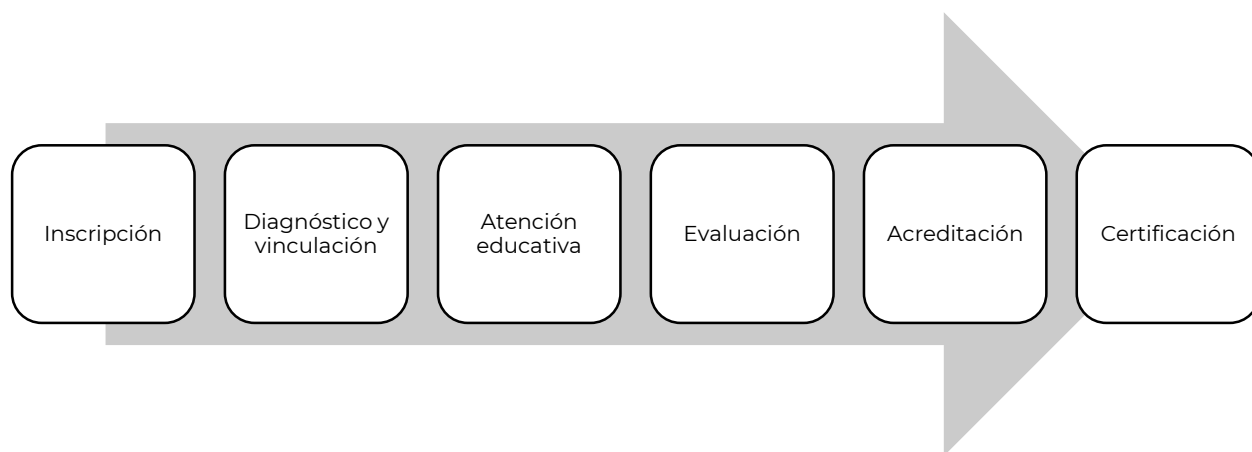 Inscripción
Diagnóstico y
vinculación
Atención
educativa
Evaluación
Acreditación
Certificación